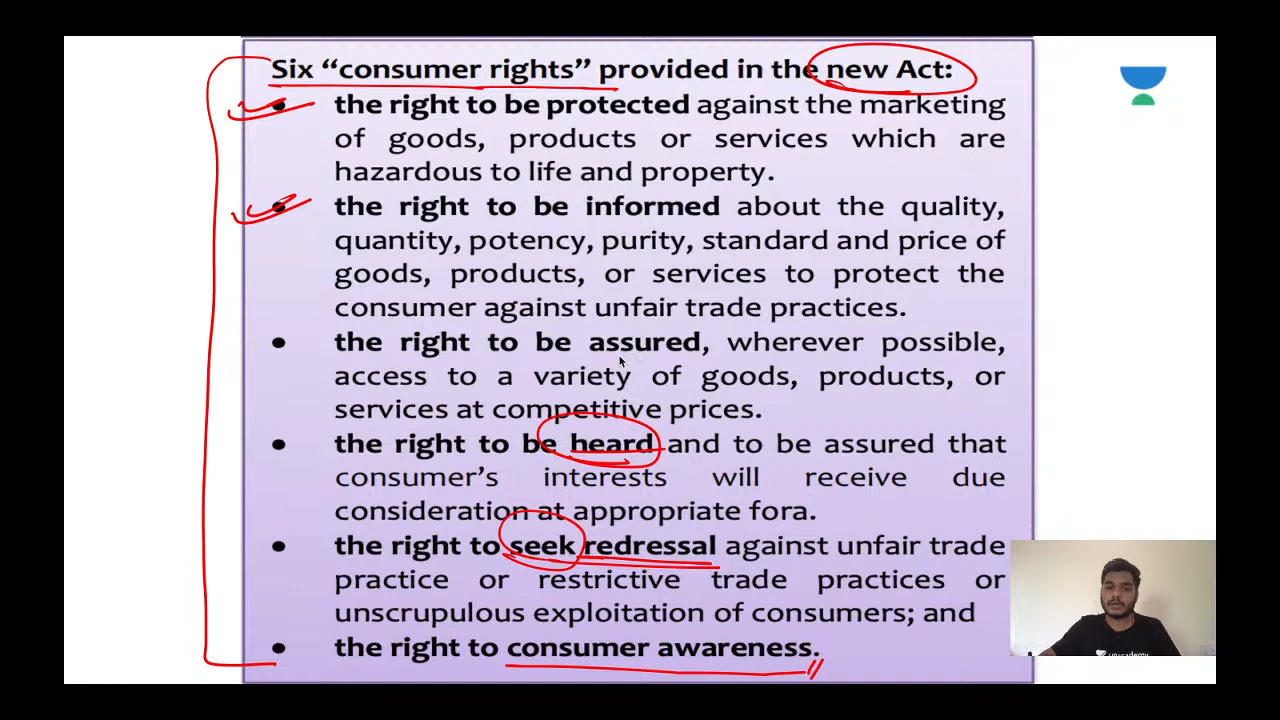 Six “consumer rights” provided in the new Act:
• the right to be protected against the marketing
of goods, products or services which are
hazardous to life and property.
• the right to be informed about the quality,
quantity, potency, purity, standard and price of
goods, products, or services to protect the
consumer against unfair trade practices.
• the right to be assured, wherever possible,
access to a variety of goods, products, or
services at competitive prices.
• the right to be heard and to be assured that
consumer’s interests will receive due
consideration at appropriate fora.
• the right to seek redressal against unfair trade
practice or restrictive trade practices or
unscrupulous exploitation of consumers; and
• the right to consumer awareness.
unacademy